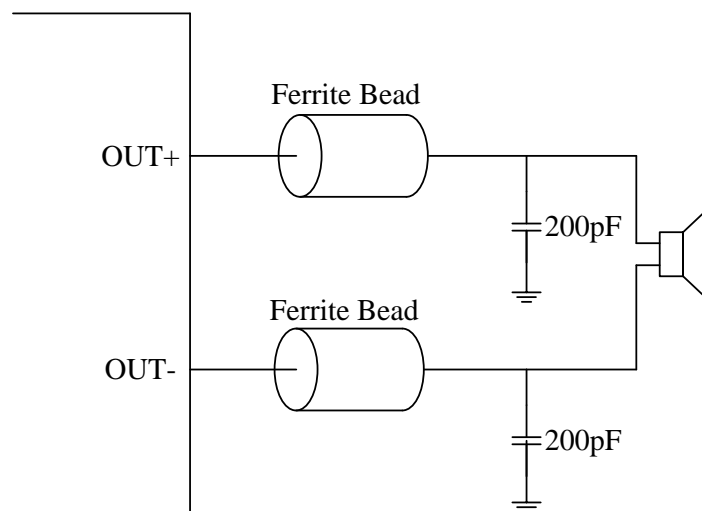 Ferrite Bead
OUT+
200pF
Ferrite Bead
OUT-
200pF